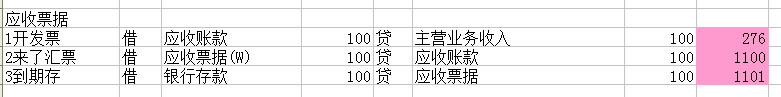 应收票据
1开发票 借 应收账款 100 贷 主营业务收入 100 276
2来了汇票 借 应收票据(W) 100 贷 应收账款 100 1100
3到期存 借 银行存款 100 贷 应收票据 100 1101